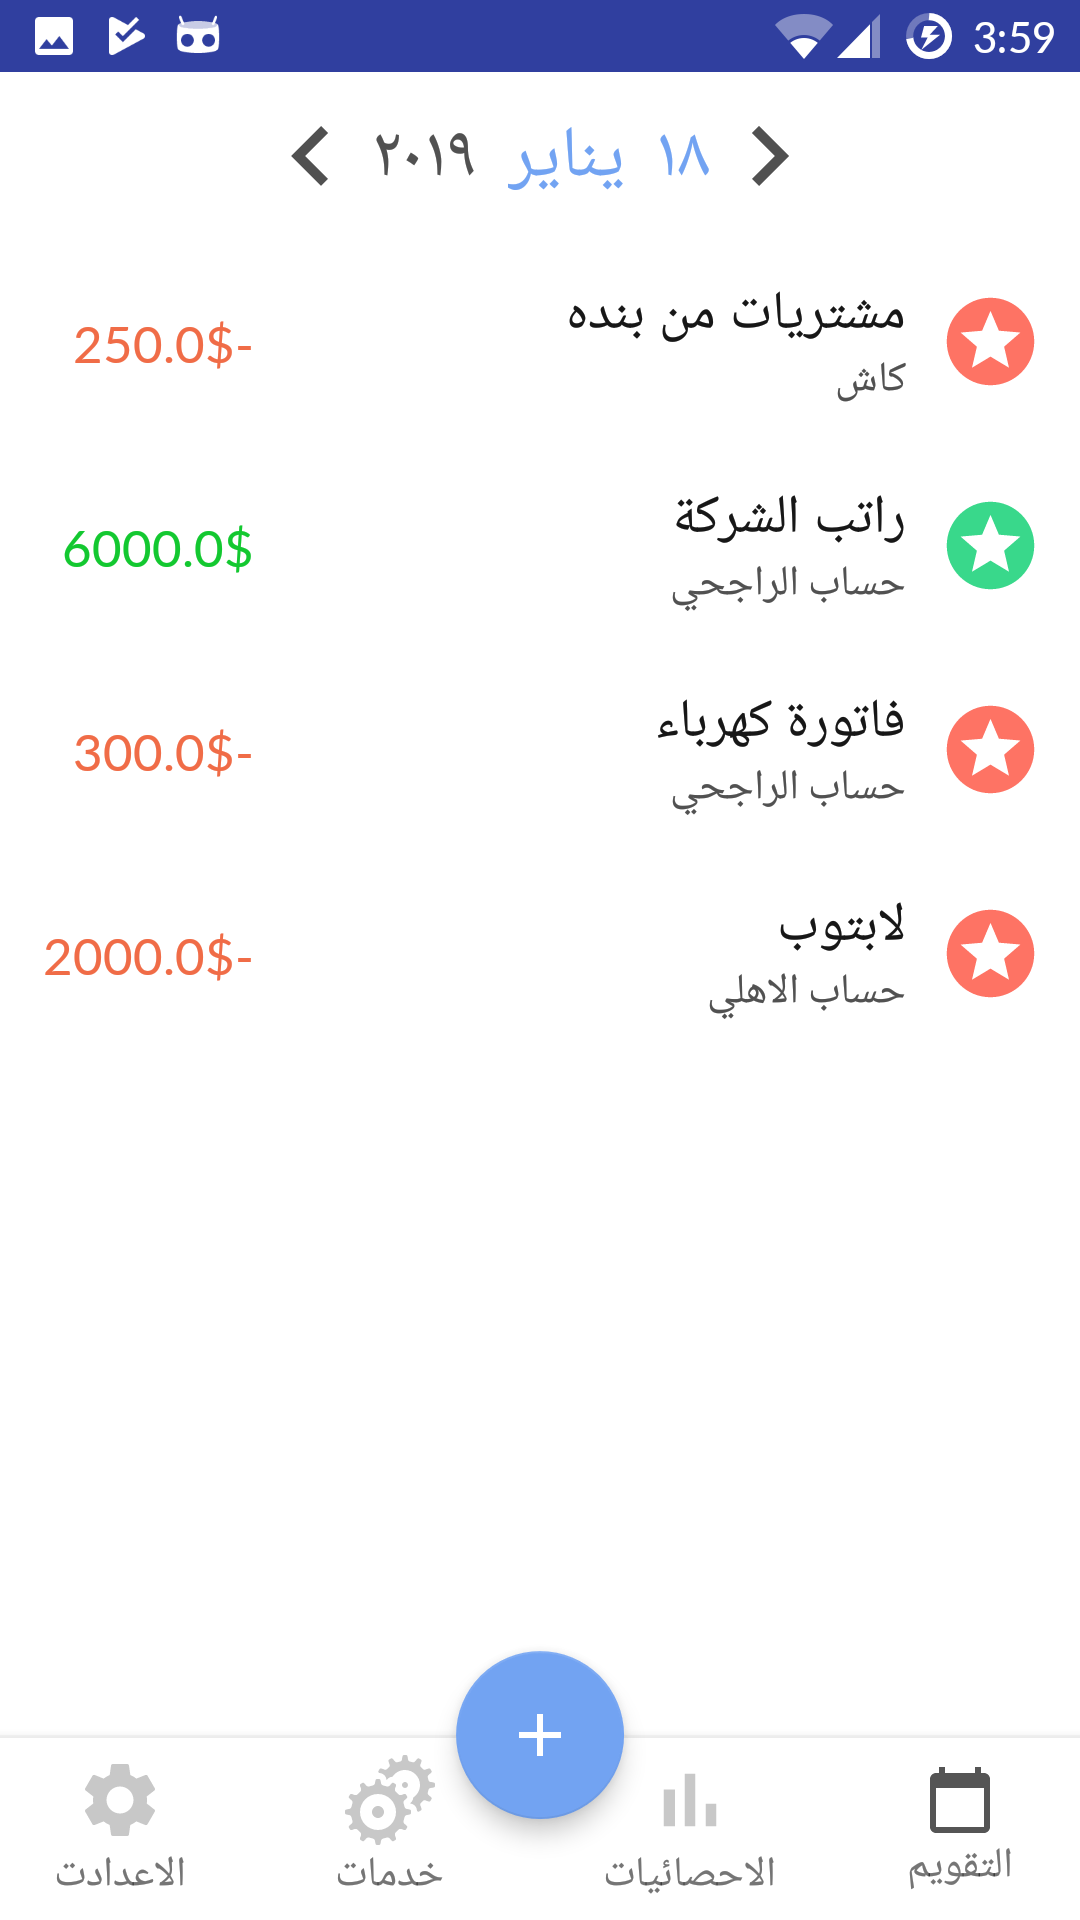 3:59
١٨ يناير ٢٠١٩
مشتريات من بنده
كاش
250.0$-
راتب الشركة
حساب الراجحي
6000.0$
فاتورة كهرباء
حساب الراجحي
300.0$-
لابتوب
حساب الاهلي
2000.0$-
+
التقويم
الاحصائيات
خدمات
الاعدادت